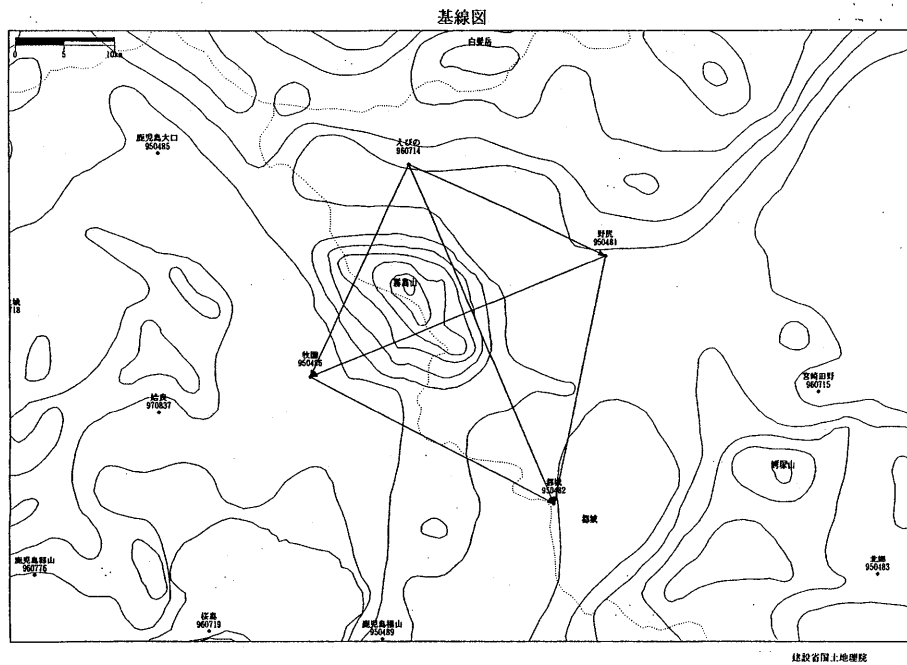 基線図
白髪岳
0 5 10km
鹿児島大口
950485
えびの
960714
野尻
950481
霧島山
牧園
950486
姶良
970837
宮崎田野
960715
都城
950482
都城
鰐塚山
鹿児島郡山
960776
北郷
950483
桜島
960719
鹿児島福山
950489
建設省国土地理院